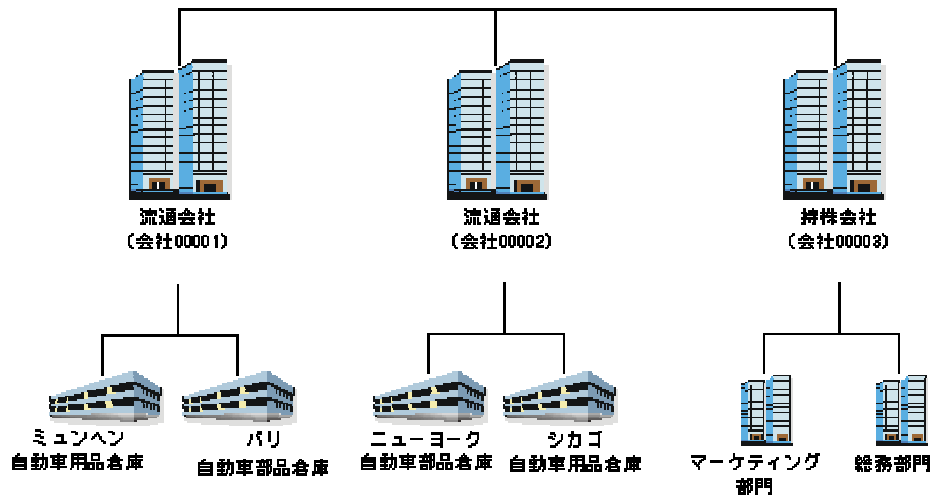 流通会社
(会社00001)
流通会社
(会社00002)
持株会社
(会社00003)
ミュンヘン
自動車用品倉庫
パリ
自動車部品倉庫
ニューヨーク
自動車部品倉庫
シカゴ
自動車用品倉庫
マーケティング
部門
総務部門